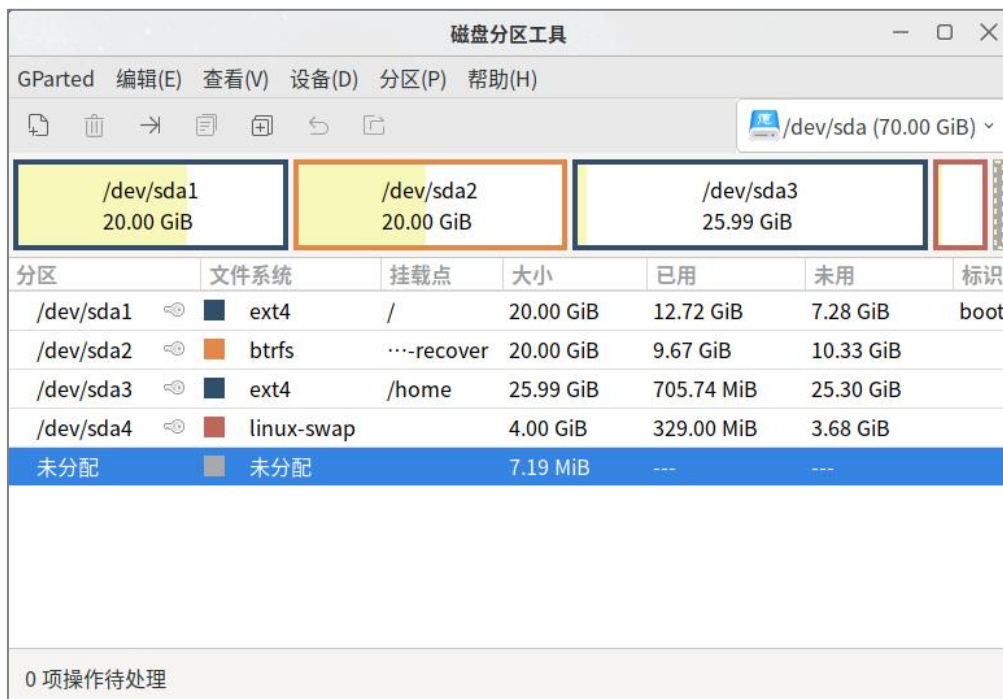 磁盘分区工具
GParted 编辑(E) 查看(V) 设备(D) 分区(P) 帮助(H)
/dev/sda (70.00 GiB)
/dev/sda1 /dev/sda2 /dev/sda3
20.00 GiB 20.00 GiB 25.99 GiB
分区 文件系统 挂载点 大小 已用 未用 标识
/dev/sda1 ext4 / 20.00 GiB 12.72 GiB 7.28 GiB boot
/dev/sda2 btrfs ···-recover 20.00 GiB 9.67 GiB 10.33 GiB
/dev/sda3 ext4 /home 25.99 GiB 705.74 MiB 25.30 GiB
/dev/sda4 linux-swap 4.00 GiB 329.00 MiB 3.68 GiB
未分配 未分配 7.19 MiB --- ---
0 项操作待处理